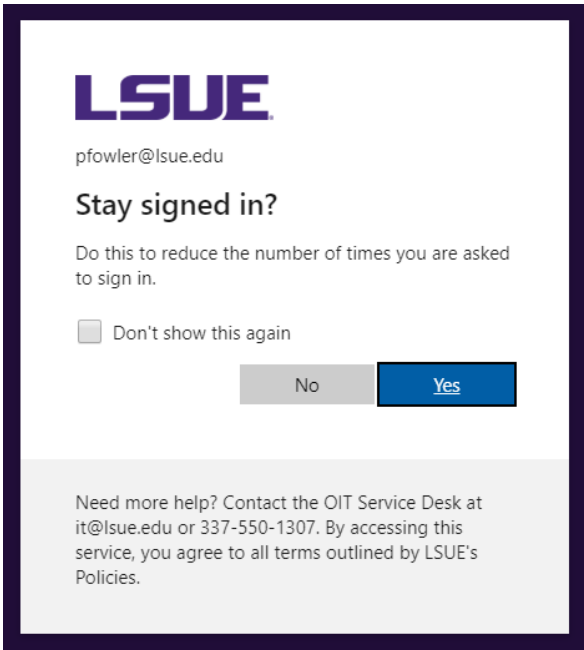 LSUE
pfowler@lsue.edu
Stay signed in?
Do this to reduce the number of times you are asked
to sign in.
Don't show this again
No
Yes
Need more help? Contact the OIT Service Desk at
it@lsue.edu or 337-550-1307. By accessing this
service, you agree to all terms outlined by LSUE's
Policies.